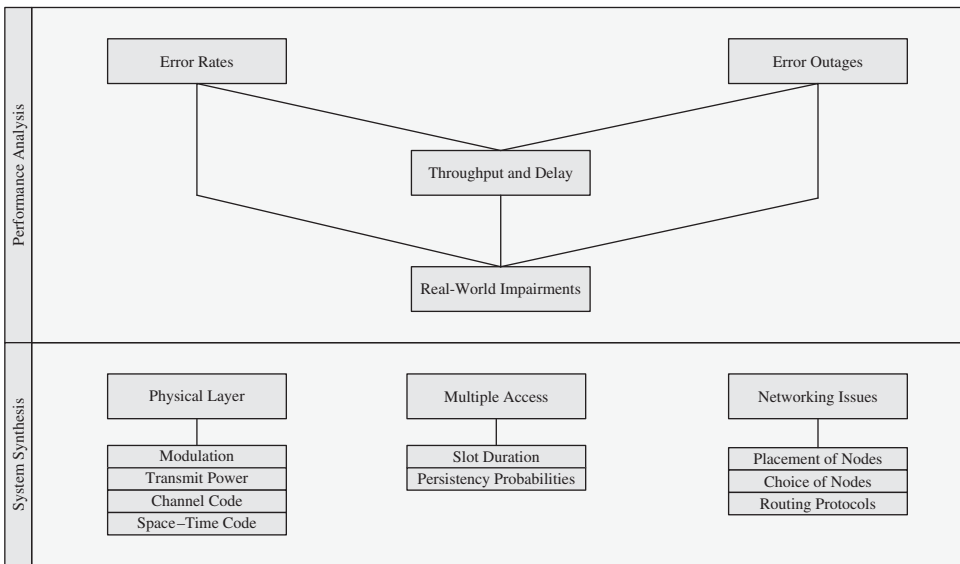 Performance Analysis
Error Rates
Error Outages
Throughput and Delay
Real-World Impairments
System Synthesis
Physical Layer
Modulation
Transmit Power
Channel Code
Space–Time Code
Multiple Access
Slot Duration
Persistency Probabilities
Networking Issues
Placement of Nodes
Choice of Nodes
Routing Protocols